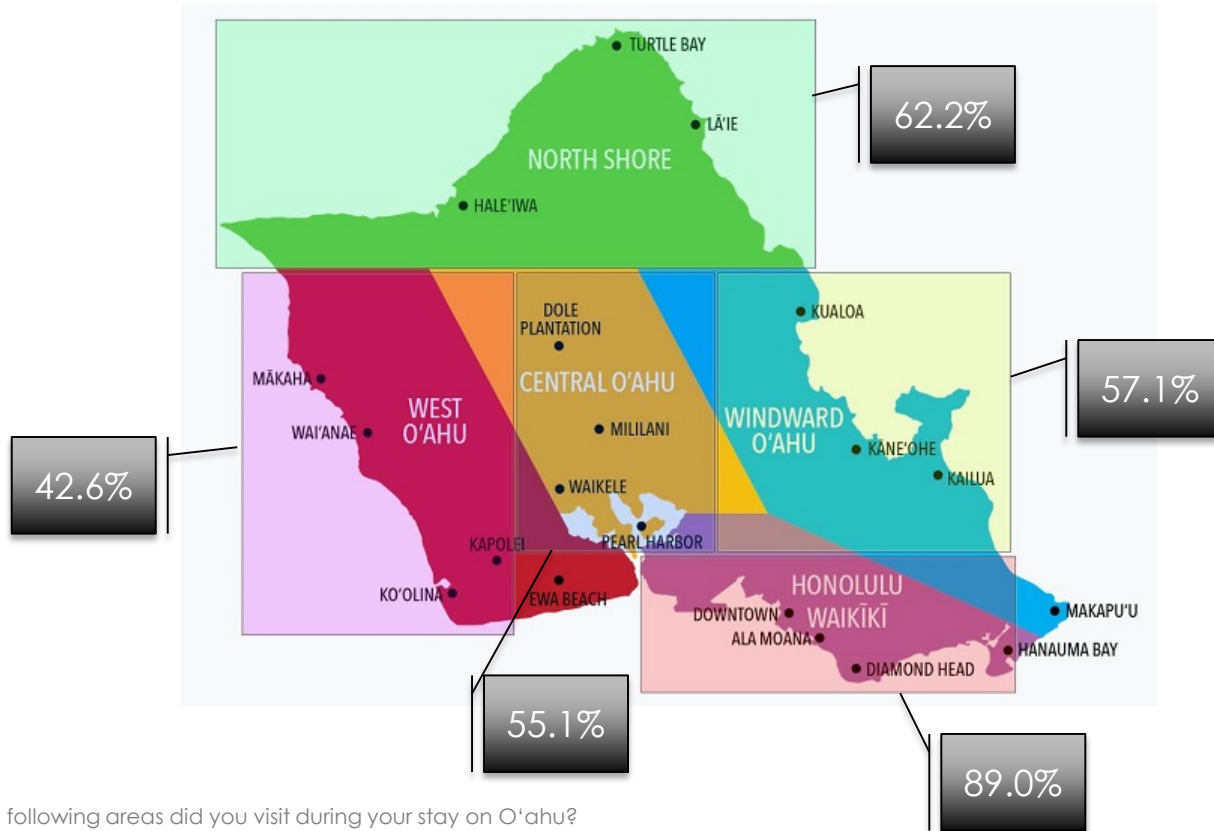 TURTLE BAY
62.2%
LĀ‘IE
NORTH SHORE
HALE‘IWA
KUALOA
DOLE
PLANTATION
57.1%
MĀKAHA
CENTRAL O‘AHU
WEST
O‘AHU
WINDWARD
O‘AHU
WAI‘ANAE
MILILANI
KĀNE‘OHE
KAILUA
42.6%
WAIKELE
PEARL HARBOR
KAPOLEI
KO‘OLINA
EWA BEACH
HONOLULU
WAIKĪKĪ
DOWNTOWN
MAKAPU‘U
ALA MOANA
HANAUMA BAY
DIAMOND HEAD
55.1%
89.0%
following areas did you visit during your stay on O‘ahu?